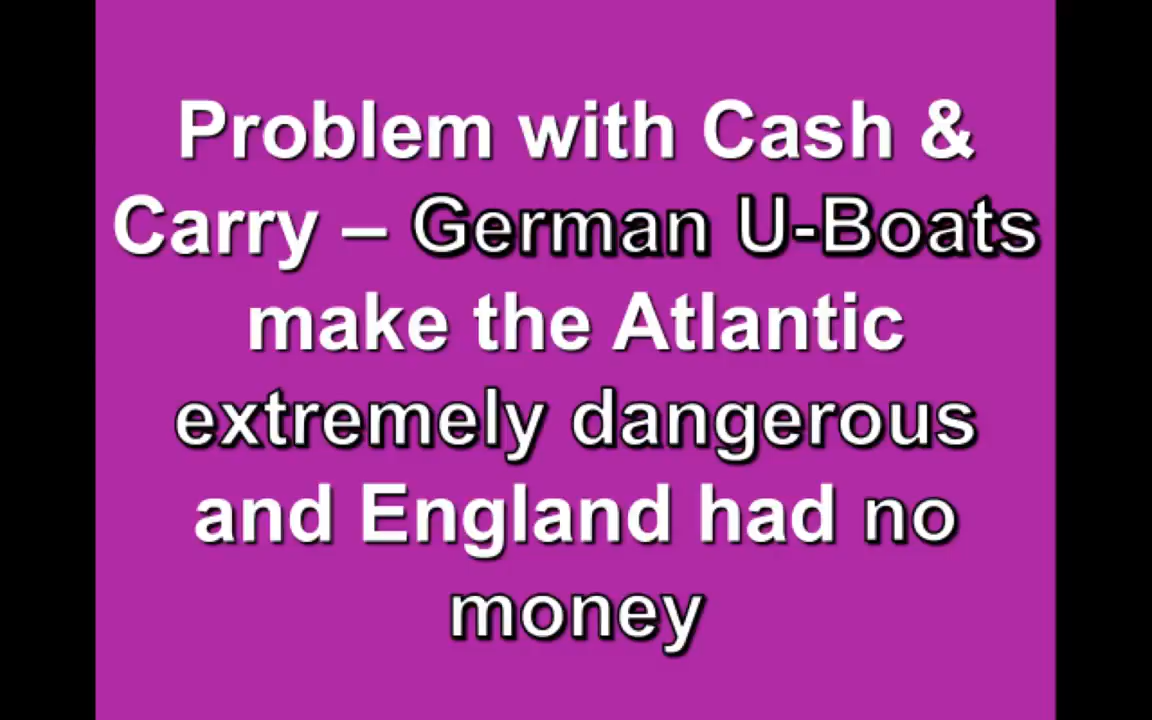 Problem with Cash &
Carry – German U-Boats
make the Atlantic
extremely dangerous
and England had no
money